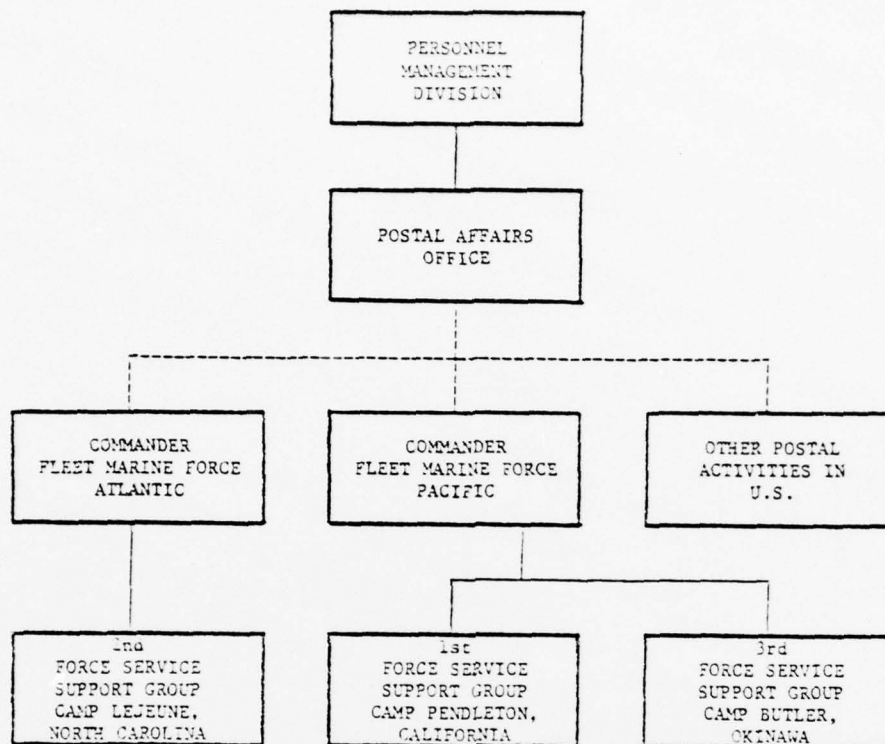 PERSONNEL
MANAGEMENT
DIVISION
POSTAL AFFAIRS
OFFICE
COMMANDER
FLEET MARINE FORCE
ATLANTIC
COMMANDER
FLEET MARINE FORCE
PACIFIC
OTHER POSTAL
ACTIVITIES IN
U.S.
2nd
FORCE SERVICE
SUPPORT GROUP
CAMP LEJEUNE,
NORTH CAROLINA
1st
FORCE SERVICE
SUPPORT GROUP
CAMP PENDLETON,
CALIFORNIA
3rd
FORCE SERVICE
SUPPORT GROUP
CAMP BUTLER,
OKINAWA